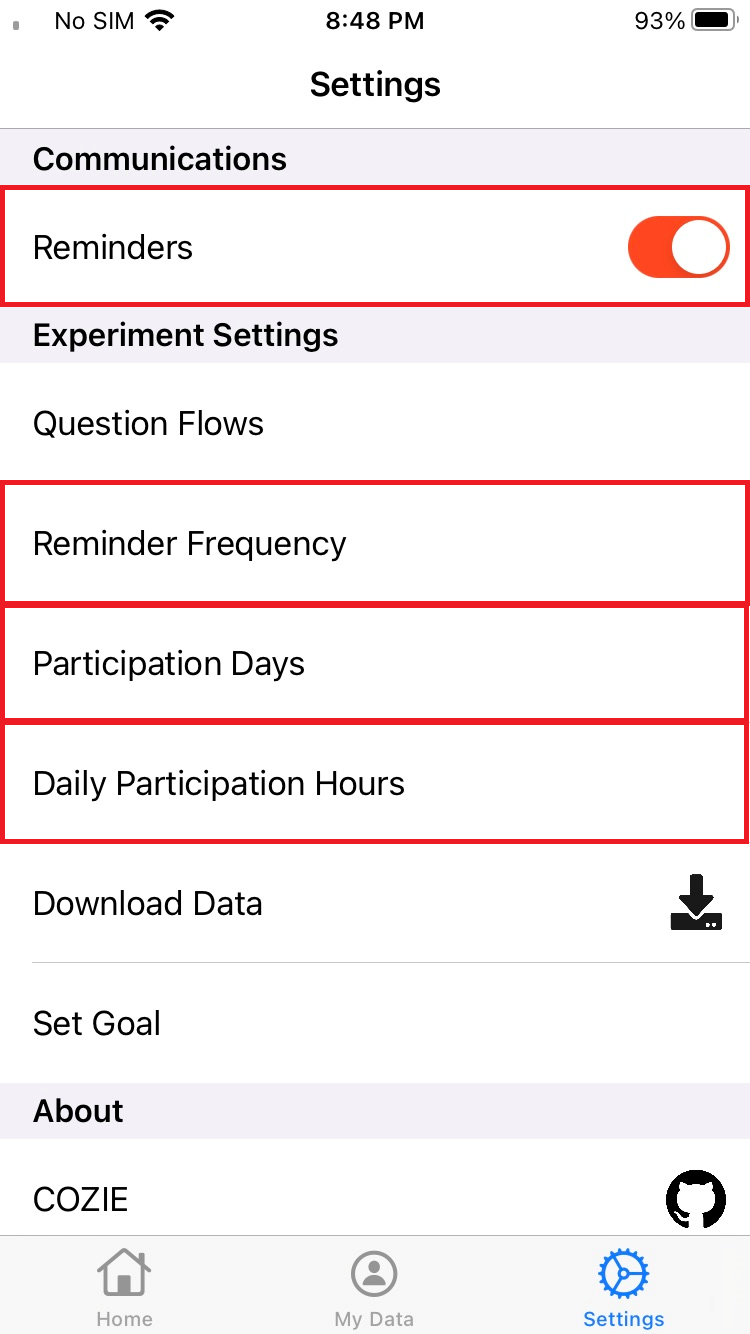 No SIM 8:48 PM 93%
Settings
Communications
Reminders
Experiment Settings
Question Flows
Reminder Frequency
Participation Days
Daily Participation Hours
Download Data
Set Goal
About
COZIE
Home My Data Settings